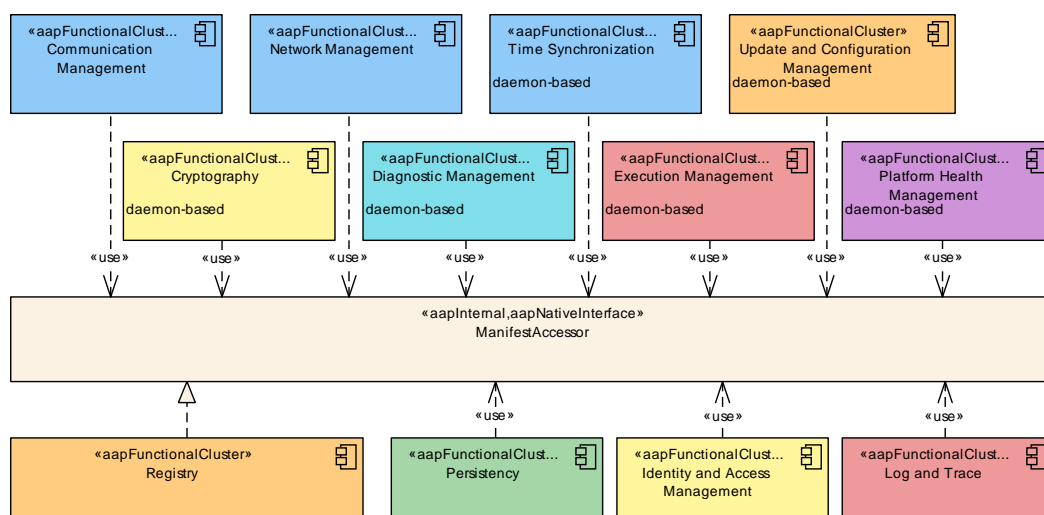 «aapFunctionalClust...
Communication
Management
«aapFunctionalClust...
Network Management
«aapFunctionalClust...
Time Synchronization
daemon-based
«aapFunctionalCluster»
Update and Configuration
Management
daemon-based
«aapFunctionalClust...
Cryptography
daemon-based
«aapFunctionalClust...
Diagnostic Management
daemon-based
«aapFunctionalClust...
Execution Management
daemon-based
«aapFunctionalClust...
Platform Health
Management
daemon-based
«use»
«use»
«use»
«use»
«use»
«use»
«use»
«use»
«aapInternal,aapNativeInterface»
ManifestAccessor
«use»
«use»
«use»
«aapFunctionalCluster»
Registry
«aapFunctionalClust...
Persistency
«aapFunctionalClust...
Identity and Access
Management
«aapFunctionalClust...
Log and Trace